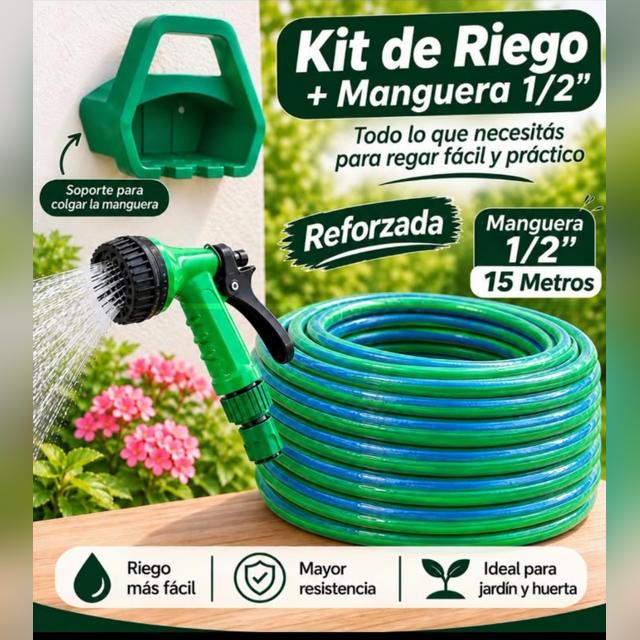 Kit de Riego
+ Manguera 1/2”
Todo lo que necesitás
para regar fácil y práctico
Soporte para
colgar la manguera
Reforzada
Manguera
1/2”
15 Metros
Riego
más fácil
Mayor
resistencia
Ideal para
jardín y huerta